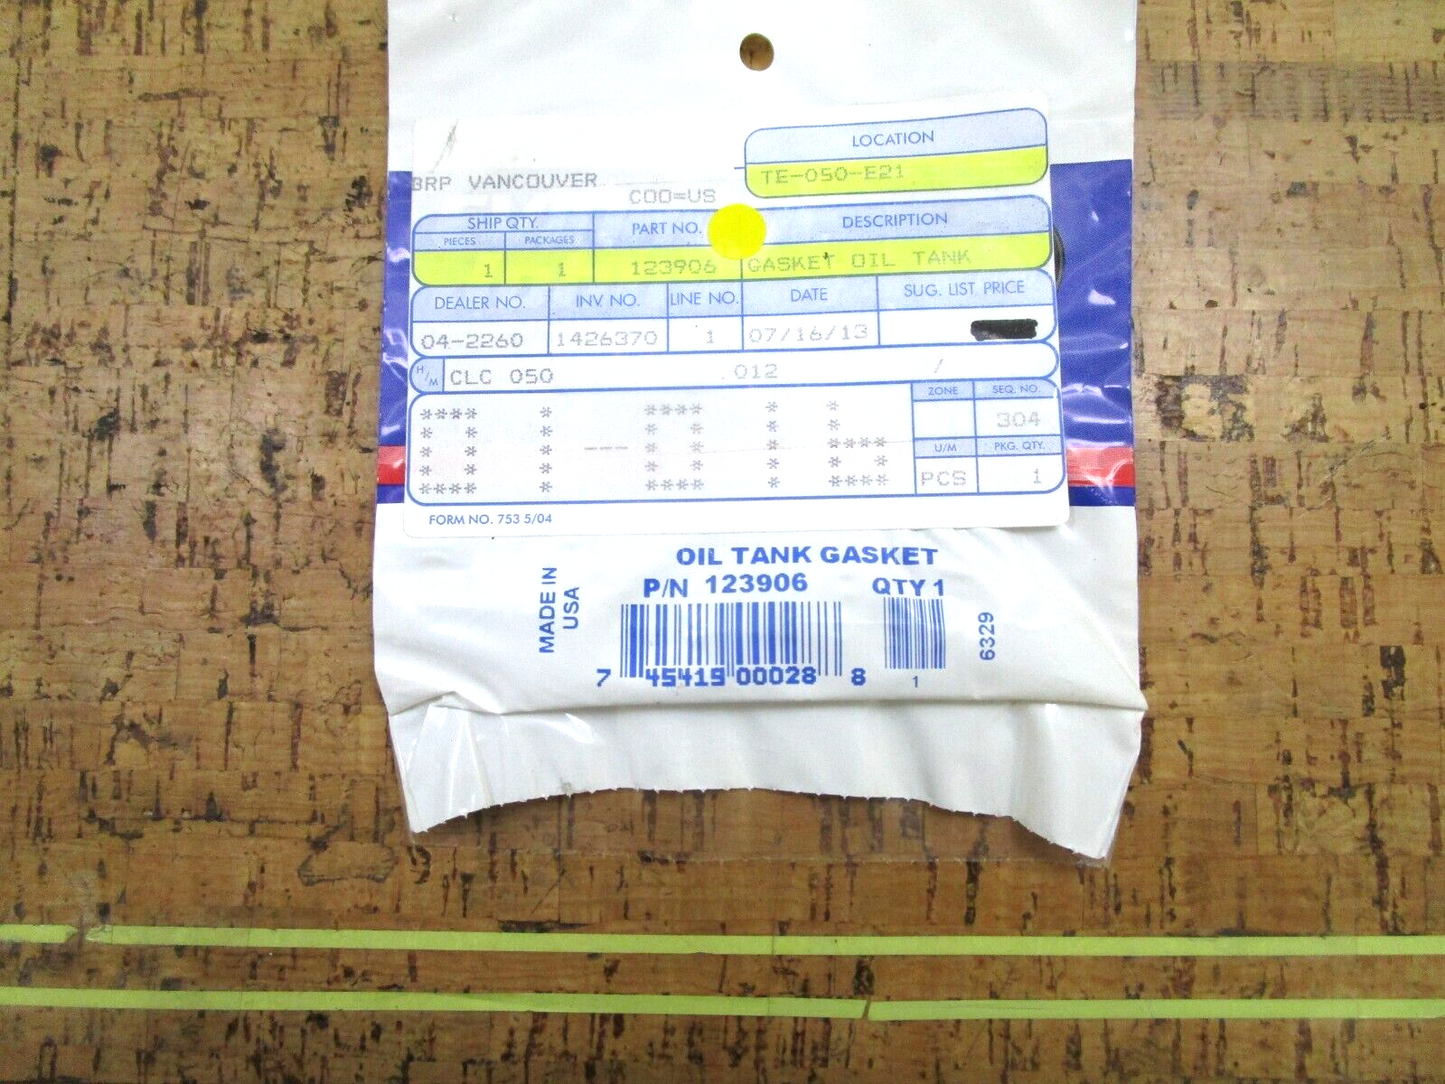 LOCATION
TE-050-E21
BRP VANCOUVER
COO=US
SHIP QTY.
PIECES PACKAGES
PART NO.
DESCRIPTION
1 1 123906 GASKET OIL TANK
DEALER NO. INV NO. LINE NO. DATE SUG. LIST PRICE
04-2260 1426370 1 07/16/13
H/M CLC 050 012 /
ZONE SEQ. NO.
304
U/M PKG. QTY.
PCS 1
FORM NO. 753 5/04
OIL TANK GASKET
P/N 123906 QTY 1
MADE IN
USA
6329
7 45419 00028 8 1